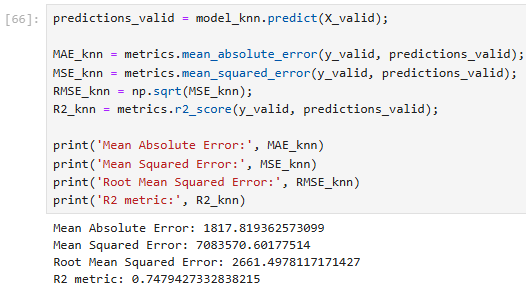 [66]:
predictions_valid = model_knn.predict(X_valid);
MAE_knn = metrics.mean_absolute_error(y_valid, predictions_valid);
MSE_knn = metrics.mean_squared_error(y_valid, predictions_valid);
RMSE_knn = np.sqrt(MSE_knn);
R2_knn = metrics.r2_score(y_valid, predictions_valid);
print('Mean Absolute Error:', MAE_knn)
print('Mean Squared Error:', MSE_knn)
print('Root Mean Squared Error:', RMSE_knn)
print('R2 metric:', R2_knn)
Mean Absolute Error: 1817.819362573099
Mean Squared Error: 7083570.60177514
Root Mean Squared Error: 2661.4978117171427
R2 metric: 0.7479427332838215